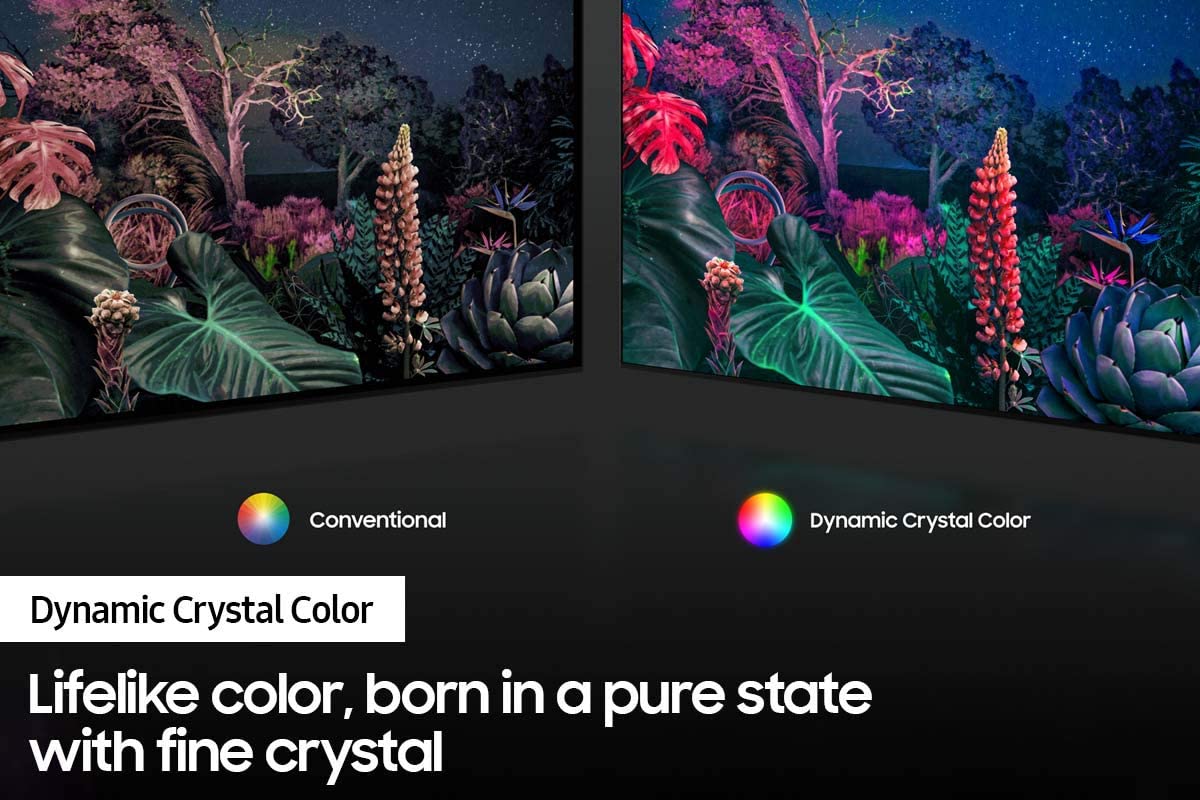 Conventional
Dynamic Crystal Color
Dynamic Crystal Color
Lifelike color, born in a pure state
with fine crystal